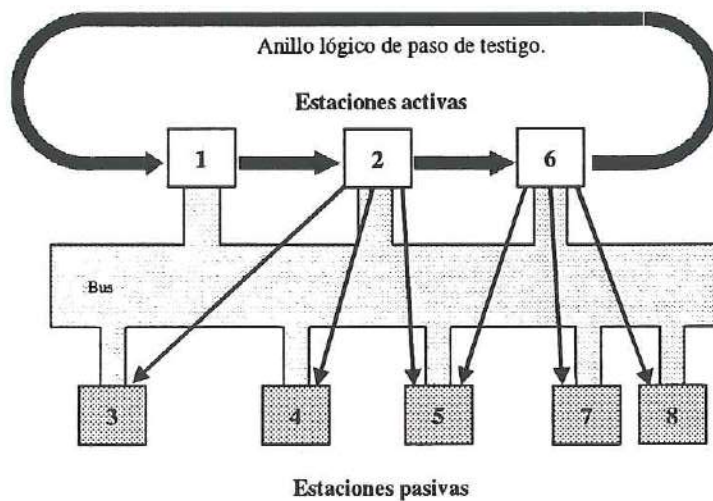 Anillo lógico de paso de testigo.
Estaciones activas
1 2 6
Bus
3 4 5 7 8
Estaciones pasivas